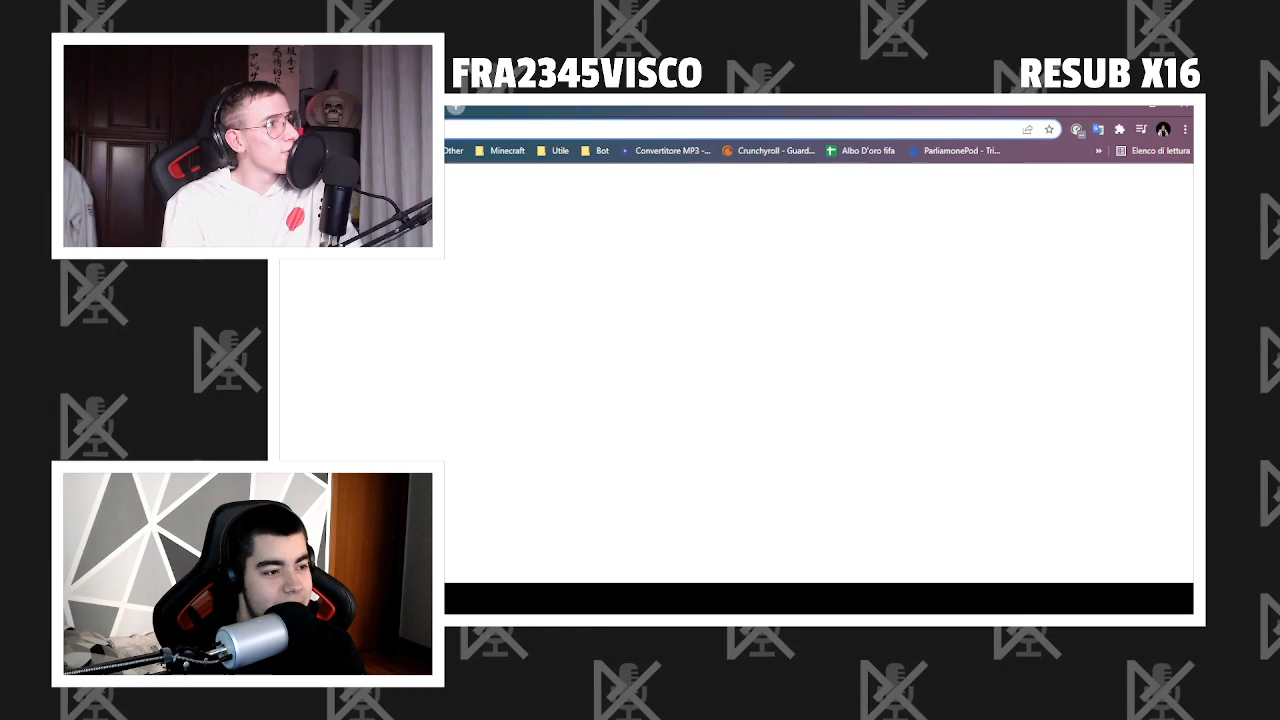 FRA2345VISCO
RESUB X16
Other Minecraft Utile Bot Convertitore MP3 -... Crunchyroll - Guard... Albo D'oro fifa ParliamonePod - Tri... » Elenco di lettura